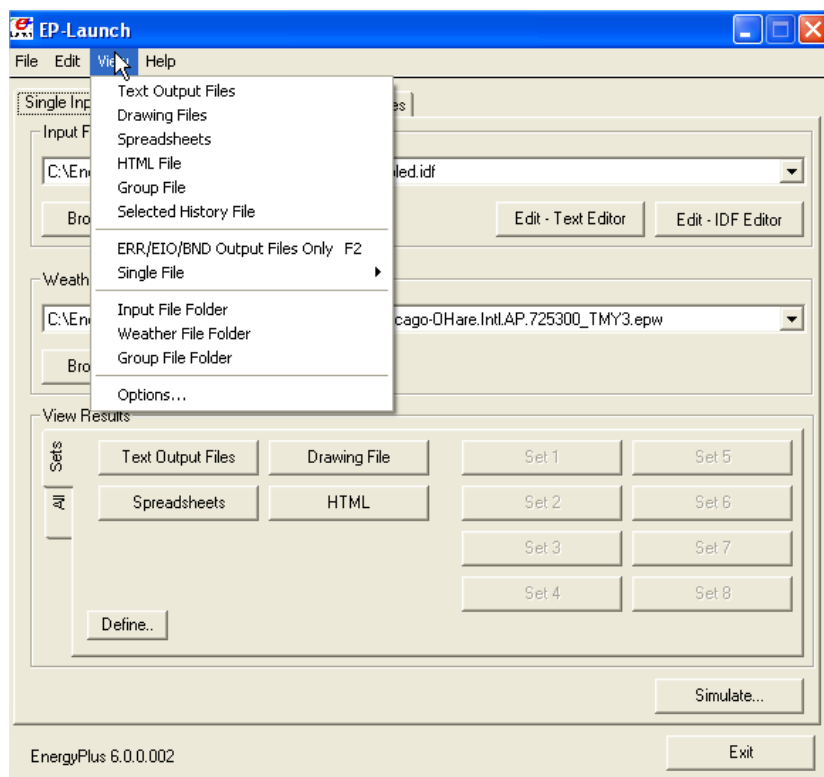 EP-Launch
File Edit View Help
Single Inp
es
Text Output Files
Drawing Files
Spreadsheets
HTML File
Group File
Selected History File
ERR/EIO/BND Output Files Only F2
Single File
Input File Folder
Weather File Folder
Group File Folder
Options...
Input F
C:\En
led.idf
Bro
Edit - Text Editor
Edit - IDF Editor
Weath
C:\En
cago-OHare.Intl.AP.725300_TMY3.epw
Bro
View Results
Sets
All
Text Output Files
Drawing File
Set 1
Set 5
Spreadsheets
HTML
Set 2
Set 6
Set 3
Set 7
Set 4
Set 8
Define..
Simulate...
EnergyPlus 6.0.0.002
Exit